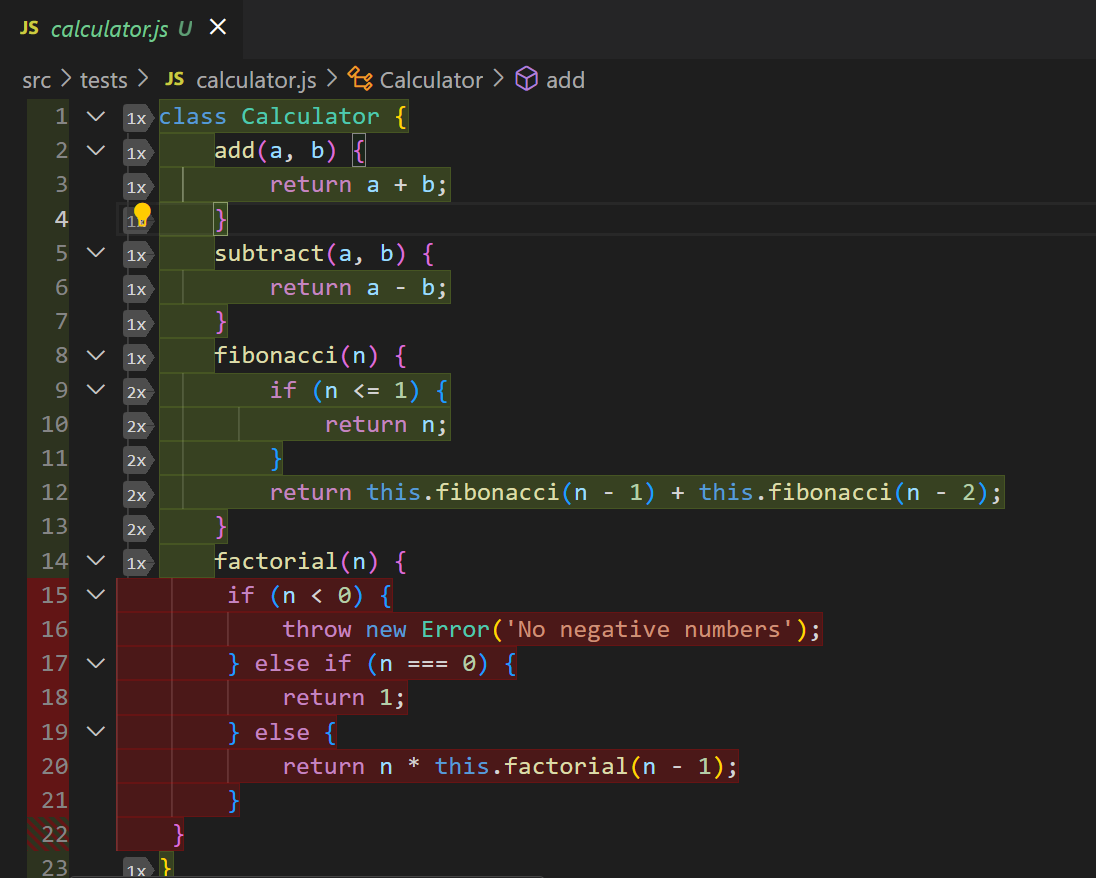 JS calculator.js U ×
src > tests > JS calculator.js > Calculator > add
1 1x class Calculator {
2 1x add(a, b) {
3 1x return a + b;
4 }
5 1x subtract(a, b) {
6 1x return a - b;
7 1x }
8 1x fibonacci(n) {
9 2x if (n <= 1) {
10 2x return n;
11 2x }
12 2x return this.fibonacci(n - 1) + this.fibonacci(n - 2);
13 2x }
14 1x factorial(n) {
15 if (n < 0) {
16 throw new Error('No negative numbers');
17 } else if (n === 0) {
18 return 1;
19 } else {
20 return n * this.factorial(n - 1);
21 }
22 }
23 1x }